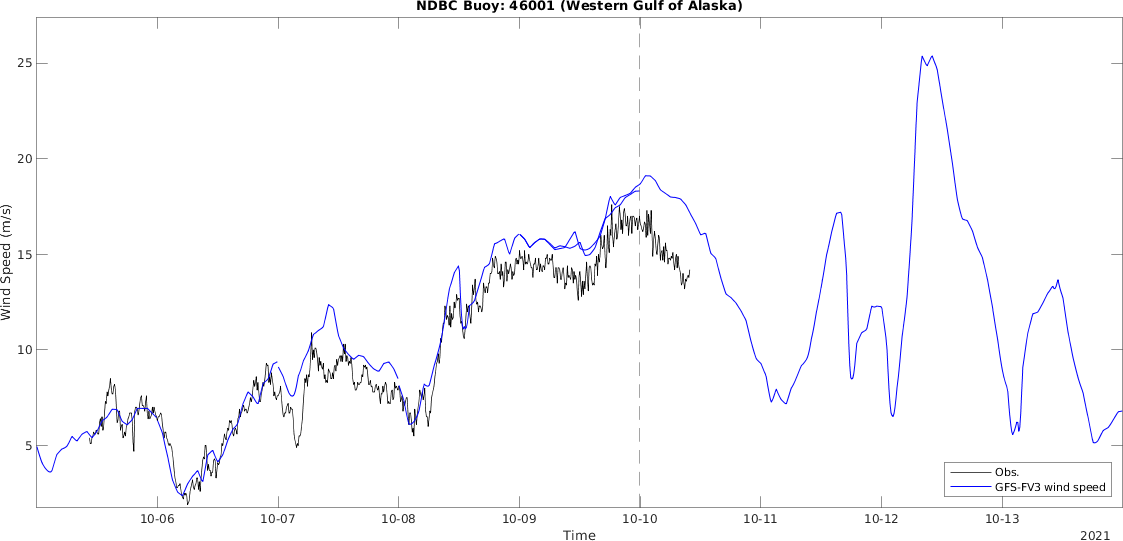 NDBC Buoy: 46001 (Western Gulf of Alaska)
Wind Speed (m/s)
25
20
15
10
5
10-06 10-07 10-08 10-09 10-10 10-11 10-12 10-13
Time
2021
Obs.
GFS-FV3 wind speed